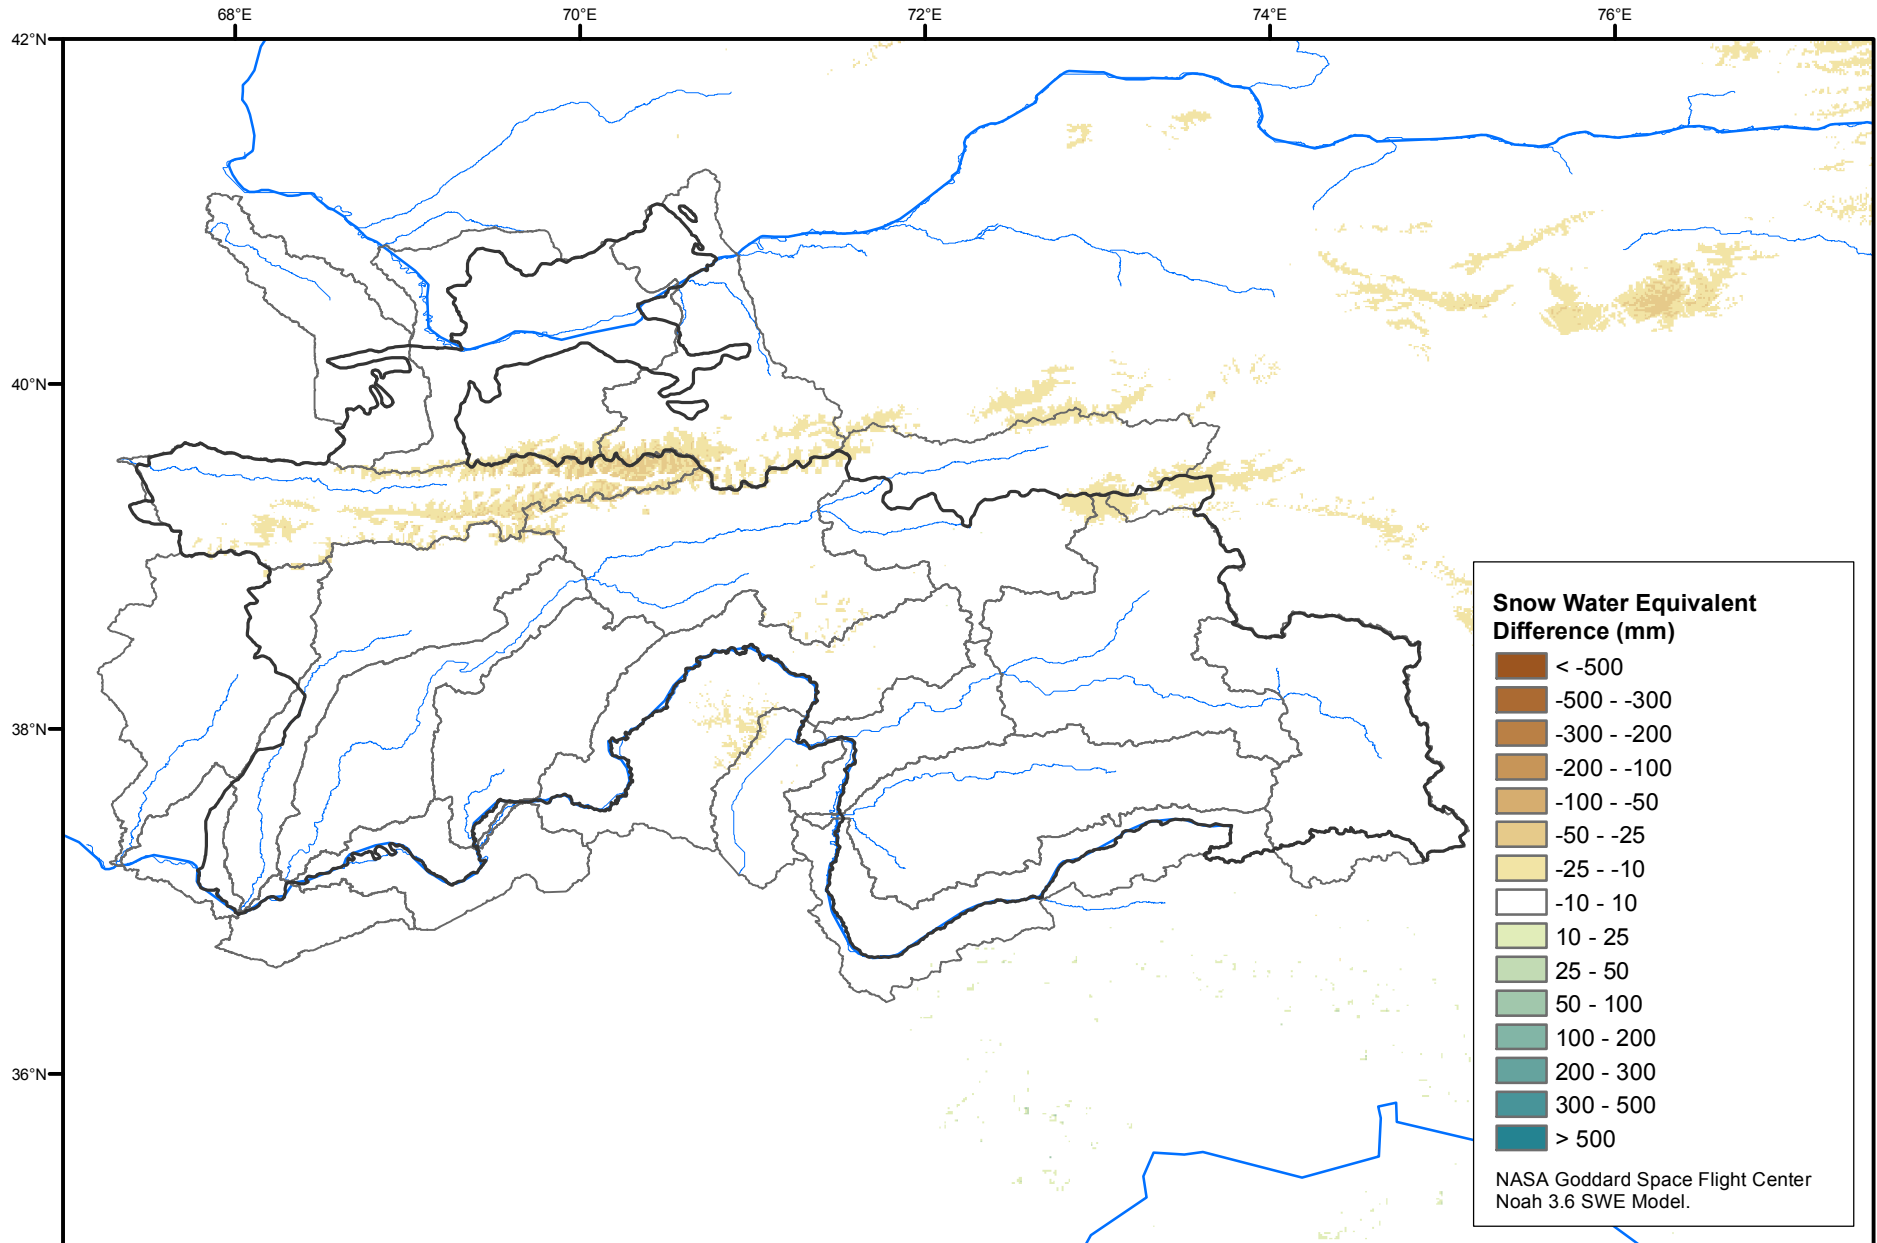 68°E
70°E
72°E
74°E
76°E
42°N
40°N
38°N
36°N
Snow Water Equivalent
Difference (mm)
< -500
-500 - -300
-300 - -200
-200 - -100
-100 - -50
-50 - -25
-25 - -10
-10 - 10
10 - 25
25 - 50
50 - 100
100 - 200
200 - 300
300 - 500
> 500
NASA Goddard Space Flight Center
Noah 3.6 SWE Model.